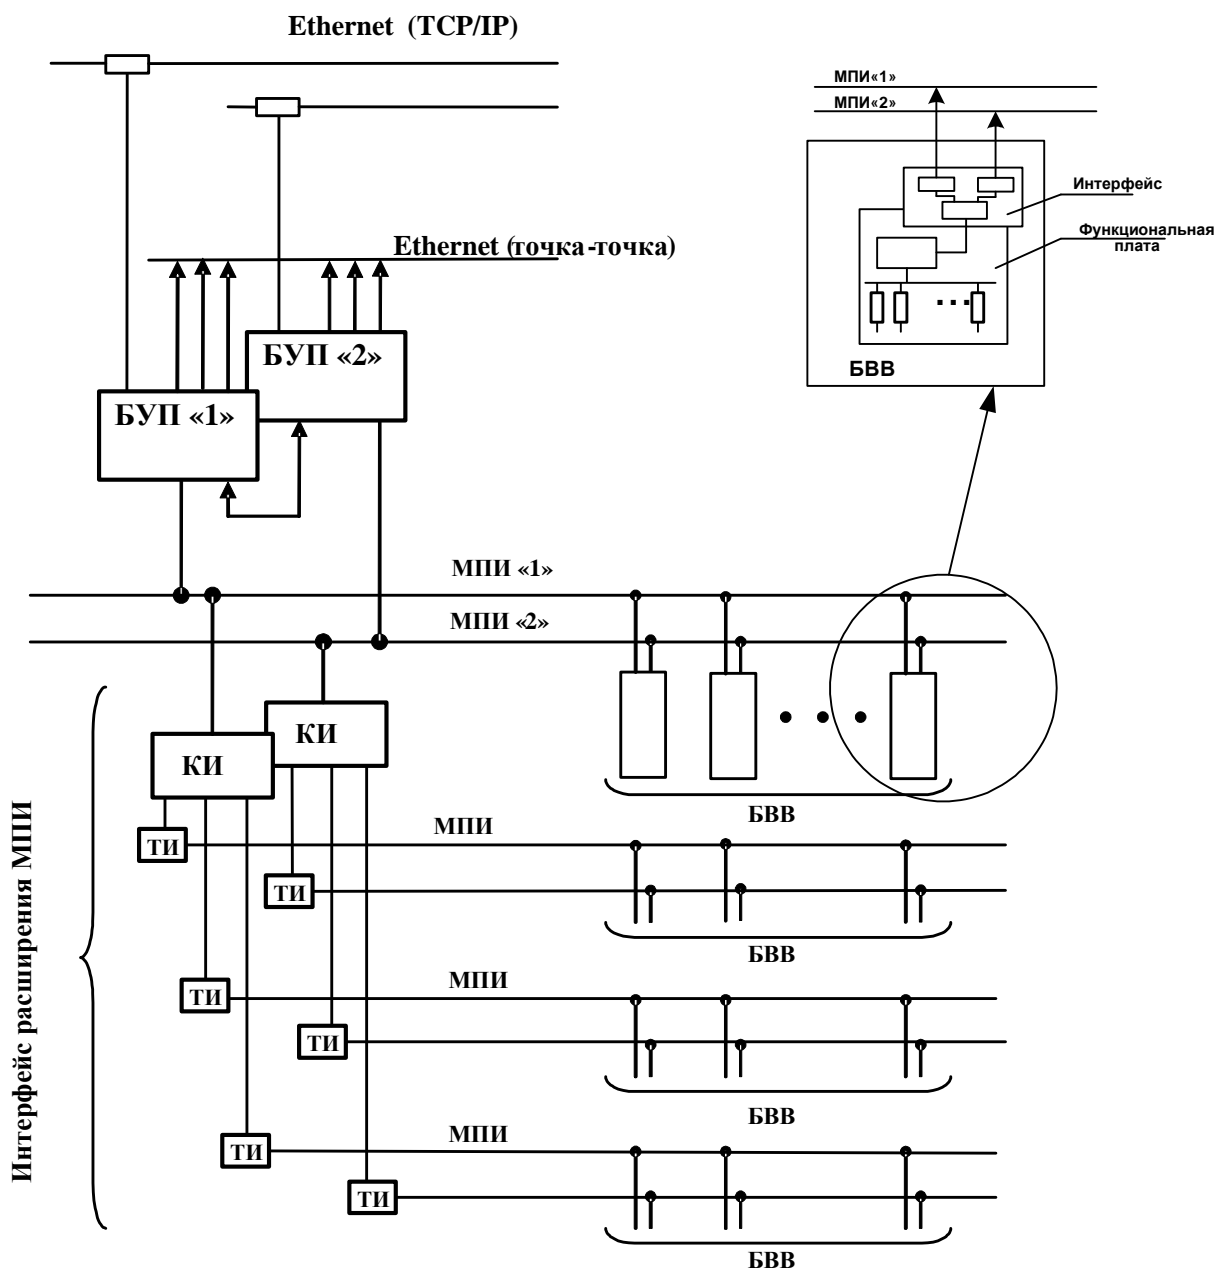 Ethernet (TCP/IP)
МПИ«1»
МПИ«2»
Интерфейс
Функциональная
плата
БВВ
Ethernet (точка-точка)
БУП «2»
БУП «1»
МПИ «1»
МПИ «2»
КИ
КИ
БВВ
Интерфейс расширения МПИ
МПИ
ТИ
ТИ
БВВ
МПИ
ТИ
ТИ
БВВ
МПИ
ТИ
ТИ
БВВ